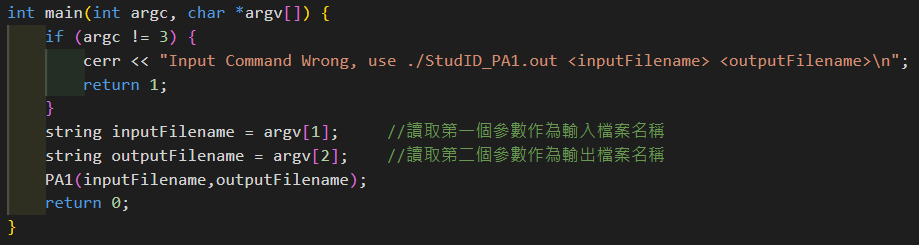 int main(int argc, char *argv[]) {
if (argc != 3) {
cerr << "Input Command Wrong, use ./StudID_PA1.out <inputFilename> <outputFilename>\n";
return 1;
}
string inputFilename = argv[1]; //讀取第一個參數作為輸入檔案名稱
string outputFilename = argv[2]; //讀取第二個參數作為輸出檔案名稱
PA1(inputFilename,outputFilename);
return 0;
}